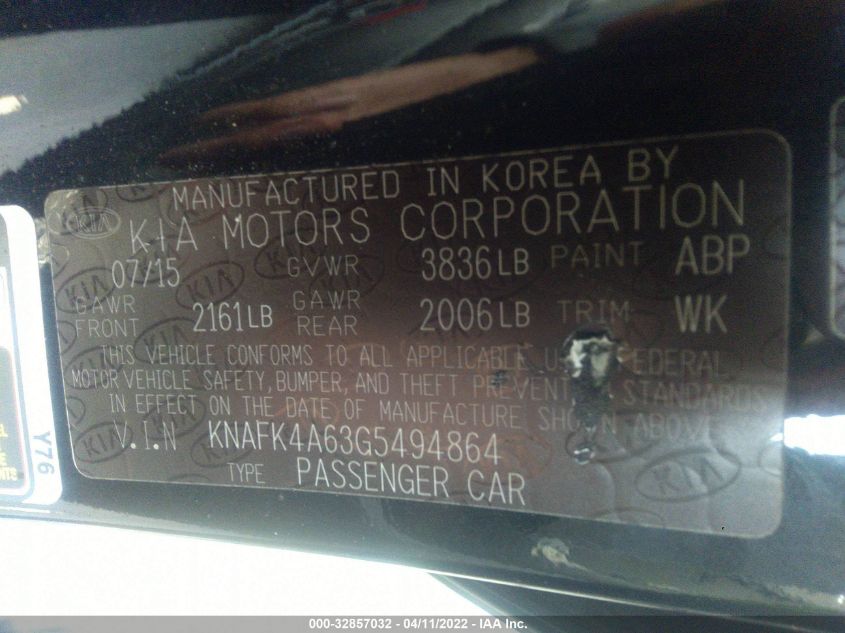 MANUFACTURED IN KOREA BY
KIA MOTORS CORPORATION
07/15 GVWR 3836LB PAINT ABP
GAWR FRONT 2161LB GAWR REAR 2006LB TRIM WK
THIS VEHICLE CONFORMS TO ALL APPLICABLE FEDERAL
MOTOR VEHICLE SAFETY, BUMPER, AND THEFT STANDARDS
IN EFFECT ON THE DATE OF MANUFACTURE SHOWN ABOVE.
V.I.N KNAFK4A63G5494864
TYPE PASSENGER CAR
KIA
Y76
000-32857032 - 04/11/2022 - IAA Inc.